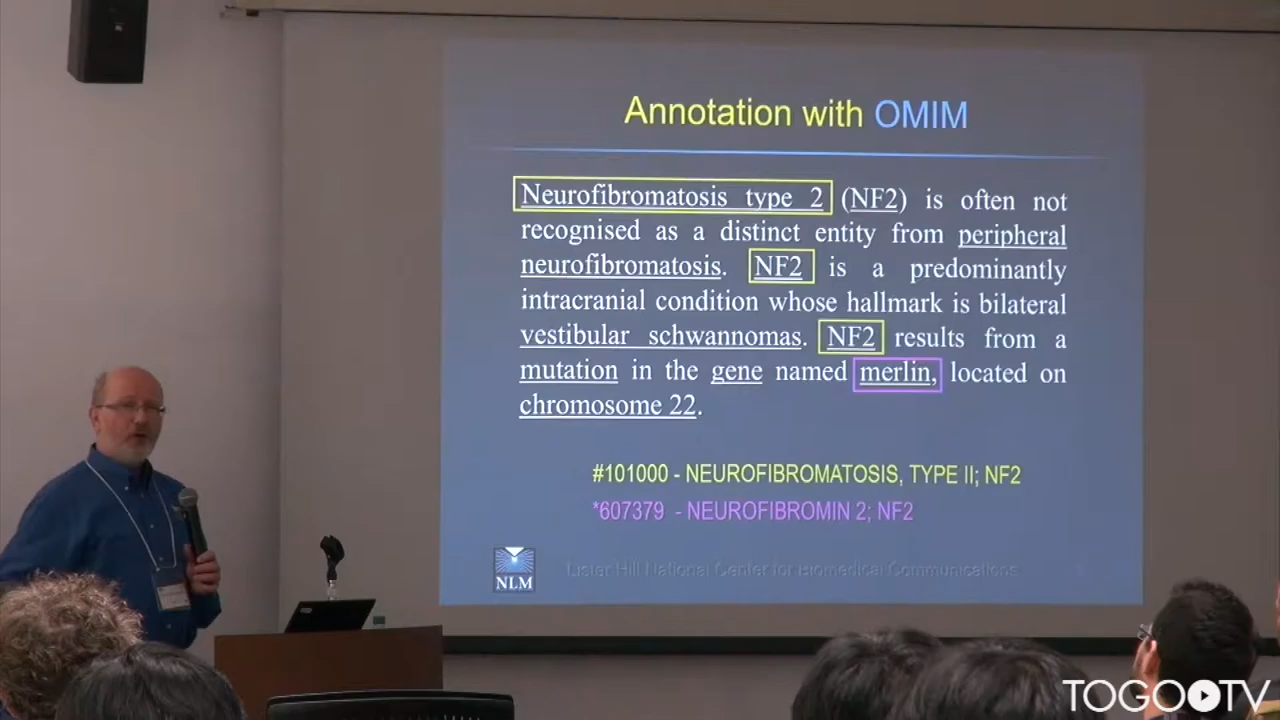 Annotation with OMIM
Neurofibromatosis type 2 (NF2) is often not
recognised as a distinct entity from peripheral
neurofibromatosis. NF2 is a predominantly
intracranial condition whose hallmark is bilateral
vestibular schwannomas. NF2 results from a
mutation in the gene named merlin, located on
chromosome 22.
#101000 - NEUROFIBROMATOSIS, TYPE II; NF2
*607379 - NEUROFIBROMIN 2; NF2
NLM
Lister Hill National Center for Biomedical Communications
TOGOTV